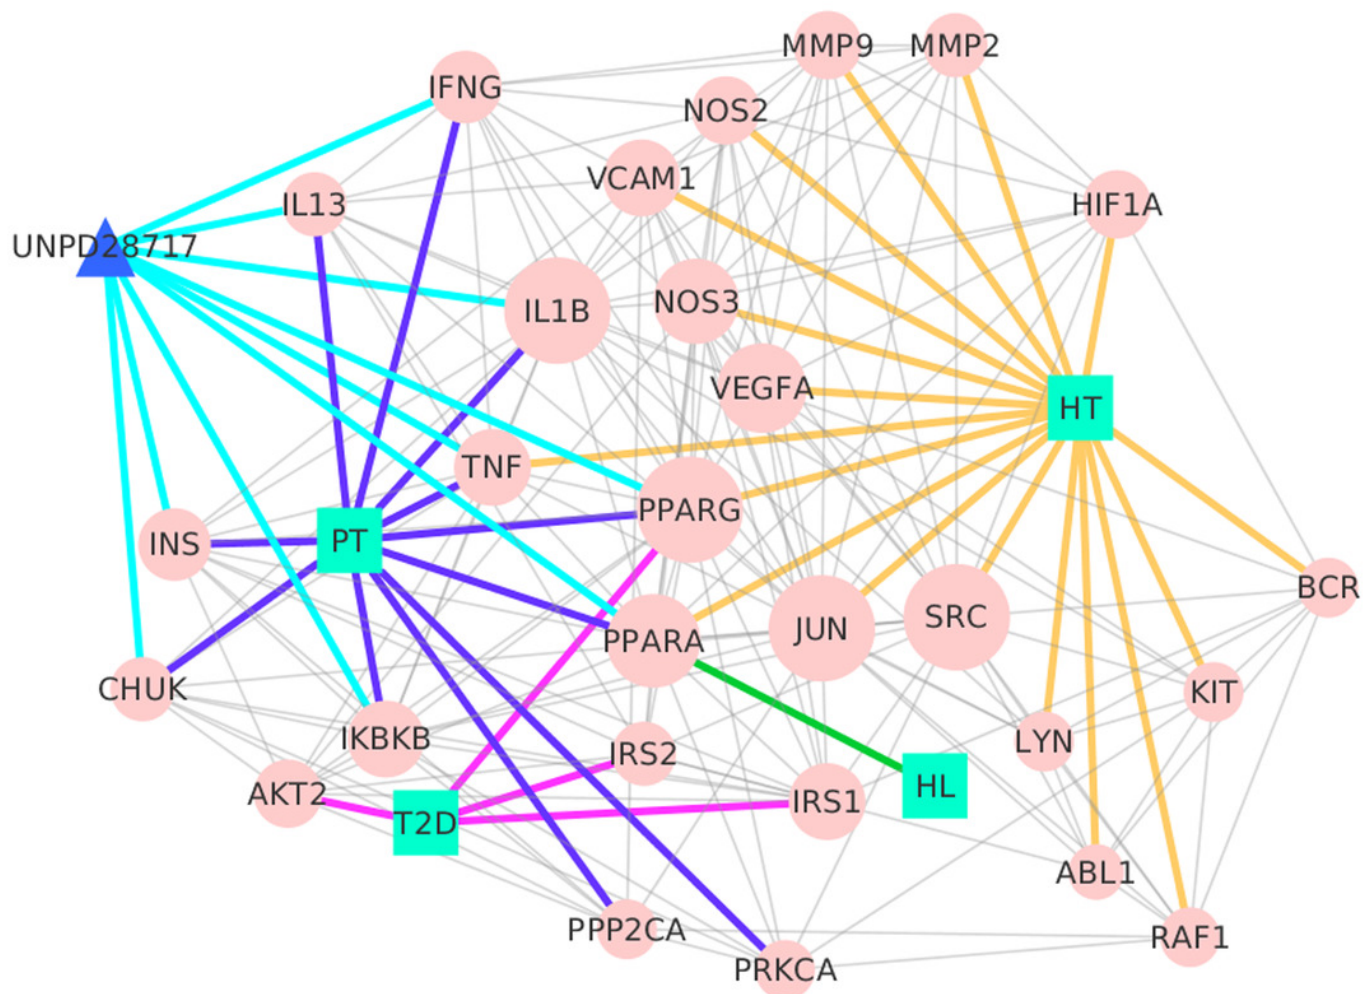 MMP9
MMP2
IFNG
NOS2
VCAM1
IL13
HIF1A
UNPD28717
IL1B
NOS3
VEGFA
HT
TNF
PPARG
INS
PT
BCR
PPARA
JUN
SRC
CHUK
KIT
IKBKB
IRS2
LYN
AKT2
T2D
IRS1
HL
ABL1
PPP2CA
RAF1
PRKCA